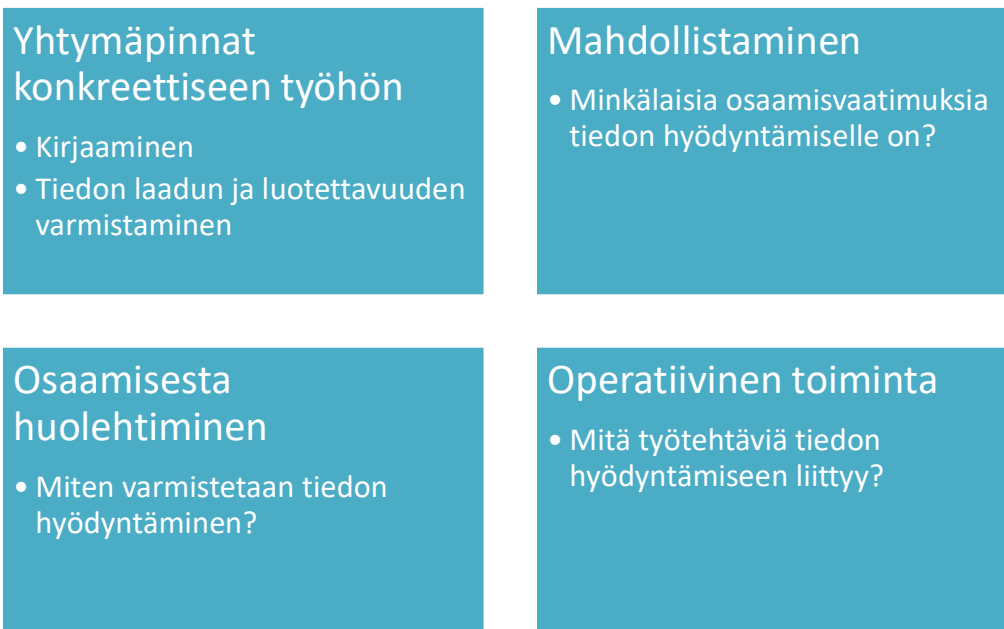 Yhtymäpinnat
konkreettiseen työhön
• Kirjaaminen
• Tiedon laadun ja luotettavuuden
varmistaminen
Mahdollistaminen
• Minkälaisia osaamisvaatimuksia
tiedon hyödyntämiselle on?
Osaamisesta
huolehtiminen
• Miten varmistetaan tiedon
hyödyntäminen?
Operatiivinen toiminta
• Mitä työtehtäviä tiedon
hyödyntämiseen liittyy?